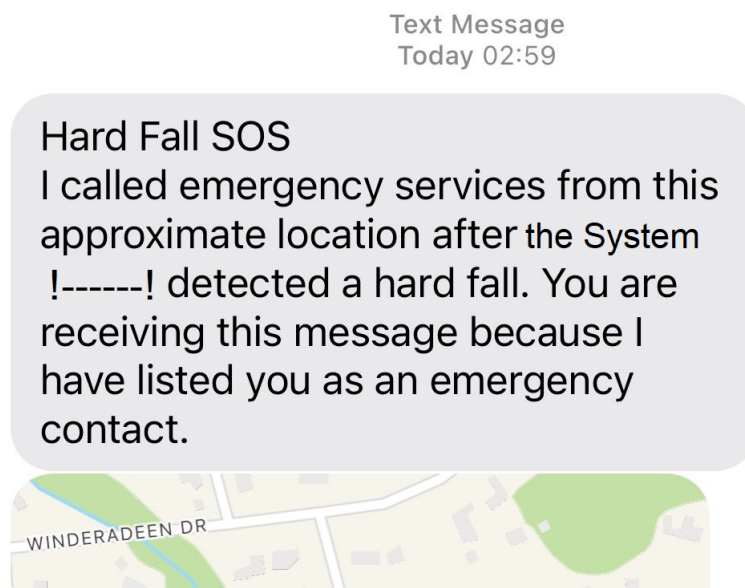 Text Message
Today 02:59
Hard Fall SOS
I called emergency services from this
approximate location after the System
!------! detected a hard fall. You are
receiving this message because I
have listed you as an emergency
contact.
WINDERADEEN DR